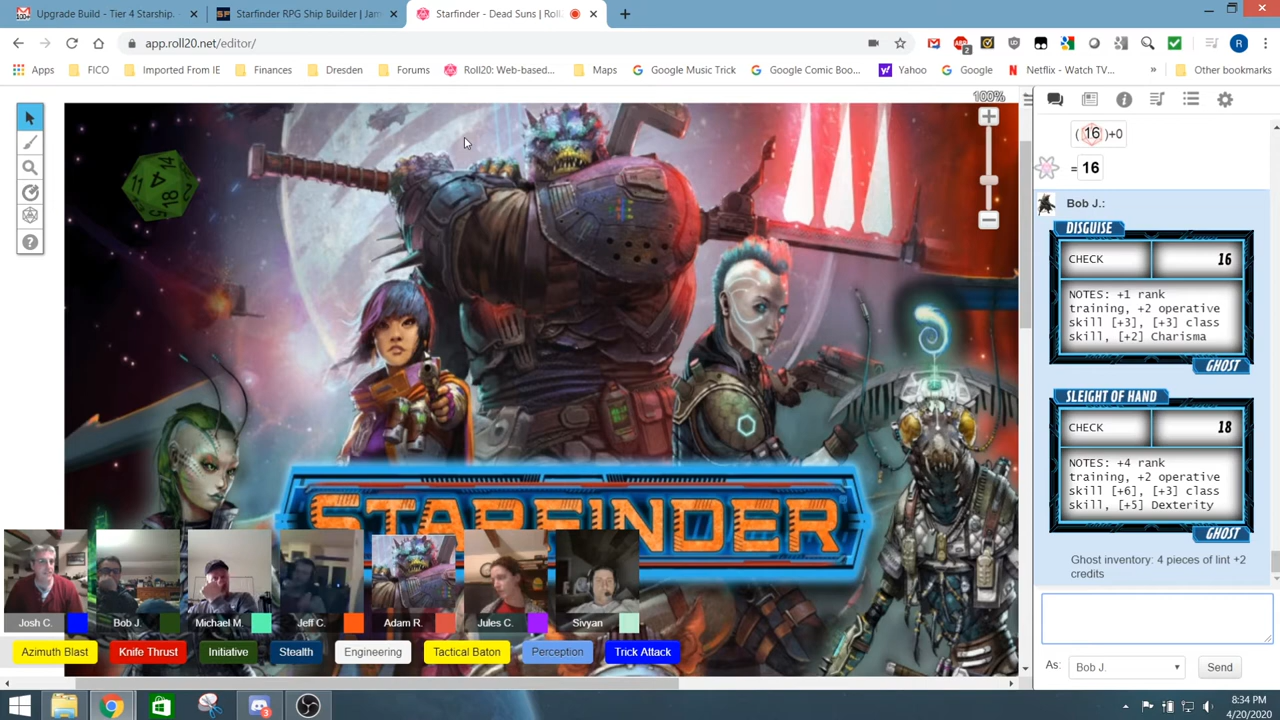 Upgrade Build - Tier 4 Starship.
Starfinder RPG Ship Builder | Jam
Starfinder - Dead Suns | Roll
app.roll20.net/editor/
2
R
Apps
FICO
Imported From IE
Finances
Dresden
Forums
Roll20: Web-based...
Maps
Google Music Trick
Google Comic Boo...
Yahoo
Google
Netflix - Watch TV...
Other bookmarks
100%
(16)+0
= 16
Bob J.:
DISGUISE
CHECK 16
NOTES: +1 rank
training, +2 operative
skill [+3], [+3] class
skill, [+2] Charisma
GHOST
SLEIGHT OF HAND
CHECK 18
NOTES: +4 rank
training, +2 operative
skill [+6], [+3] class
skill, [+5] Dexterity
GHOST
Ghost inventory: 4 pieces of lint +2
credits
14
11
4
18
STARFINDER
Josh C.
Bob J.
Michael M.
Jeff C.
Adam R.
Jules C.
Sivyan
Azimuth Blast
Knife Thrust
Initiative
Stealth
Engineering
Tactical Baton
Perception
Trick Attack
As:
Bob J.
Send
3
8:34 PM
4/20/2020